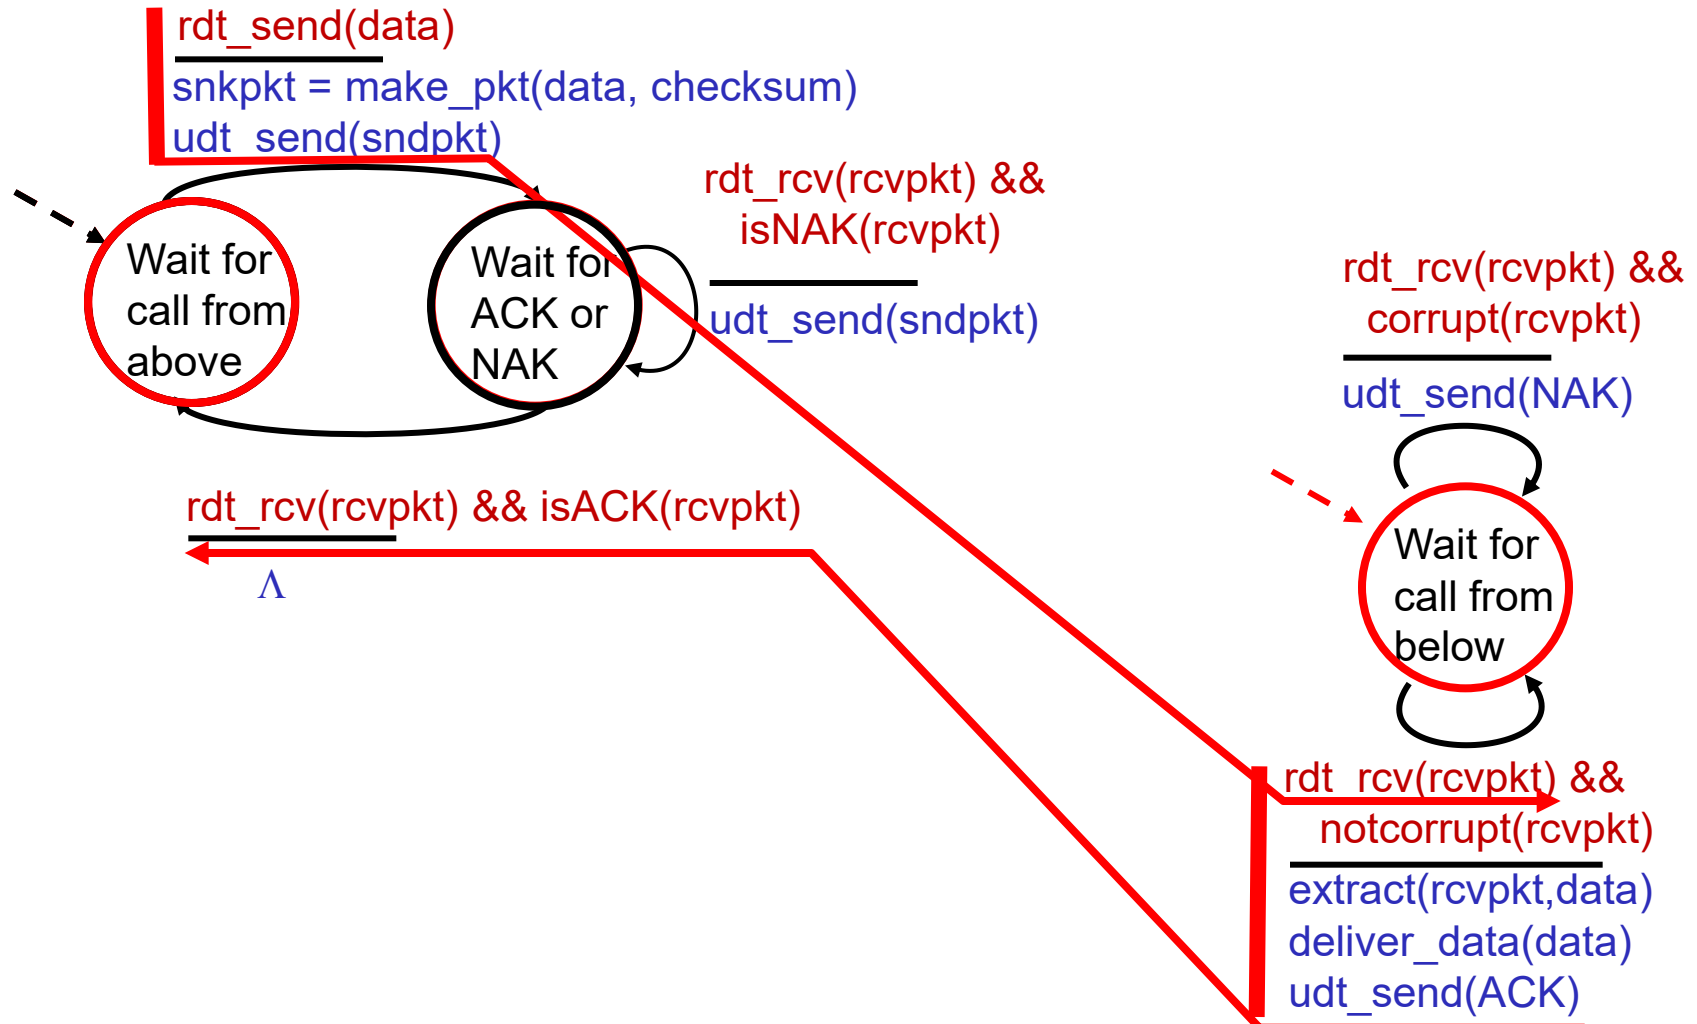 rdt_send(data)
snkpkt = make_pkt(data, checksum)
udt_send(sndpkt)
rdt_rcv(rcvpkt) &&
isNAK(rcvpkt)
udt_send(sndpkt)
Wait for
call from
above
Wait for
ACK or
NAK
rdt_rcv(rcvpkt) && isACK(rcvpkt)
Λ
rdt_rcv(rcvpkt) &&
corrupt(rcvpkt)
udt_send(NAK)
Wait for
call from
below
rdt_rcv(rcvpkt) &&
notcorrupt(rcvpkt)
extract(rcvpkt,data)
deliver_data(data)
udt_send(ACK)